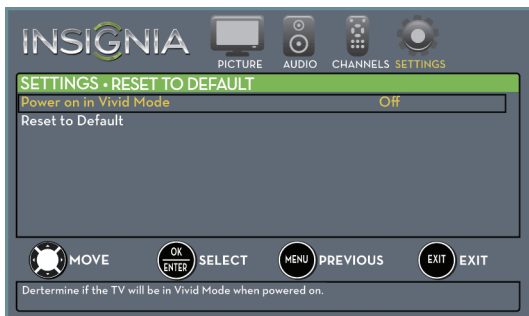 INSIGNIA
PICTURE AUDIO CHANNELS SETTINGS
SETTINGS • RESET TO DEFAULT
Power on in Vivid Mode Off
Reset to Default
MOVE OK ENTER SELECT MENU PREVIOUS EXIT EXIT
Dertermine if the TV will be in Vivid Mode when powered on.